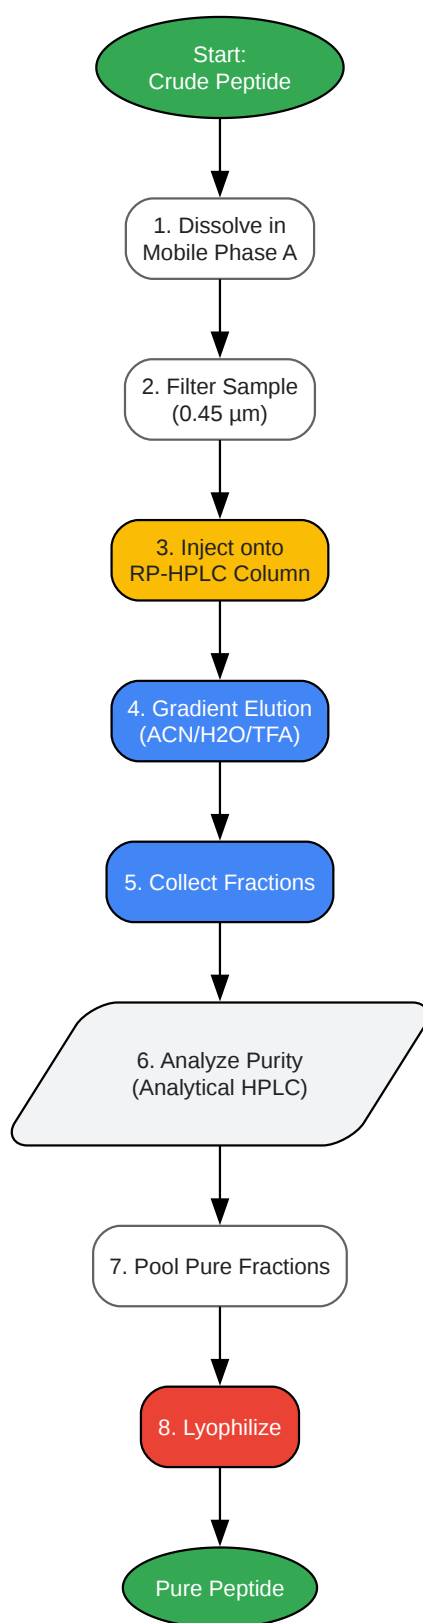 Start:
Crude Peptide
1. Dissolve in
Mobile Phase A
2. Filter Sample
(0.45 µm)
3. Inject onto
RP-HPLC Column
4. Gradient Elution
(ACN/H2O/TFA)
5. Collect Fractions
6. Analyze Purity
(Analytical HPLC)
7. Pool Pure Fractions
8. Lyophilize
Pure Peptide